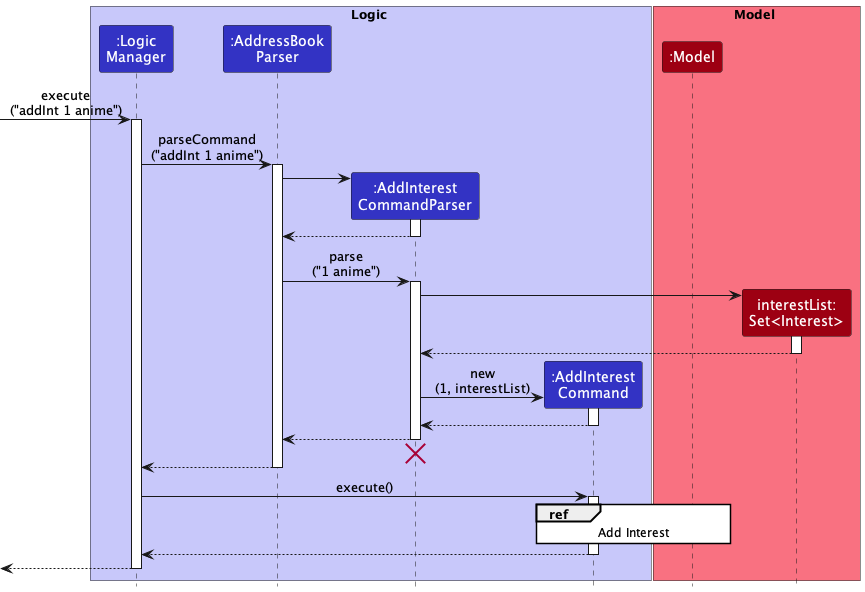 Logic
Model
:Logic
Manager
:AddressBook
Parser
:Model
execute
("addInt 1 anime")
parseCommand
("addInt 1 anime")
:AddInterest
CommandParser
parse
("1 anime")
interestList:
Set<Interest>
new
(1, interestList)
:AddInterest
Command
execute()
ref
Add Interest